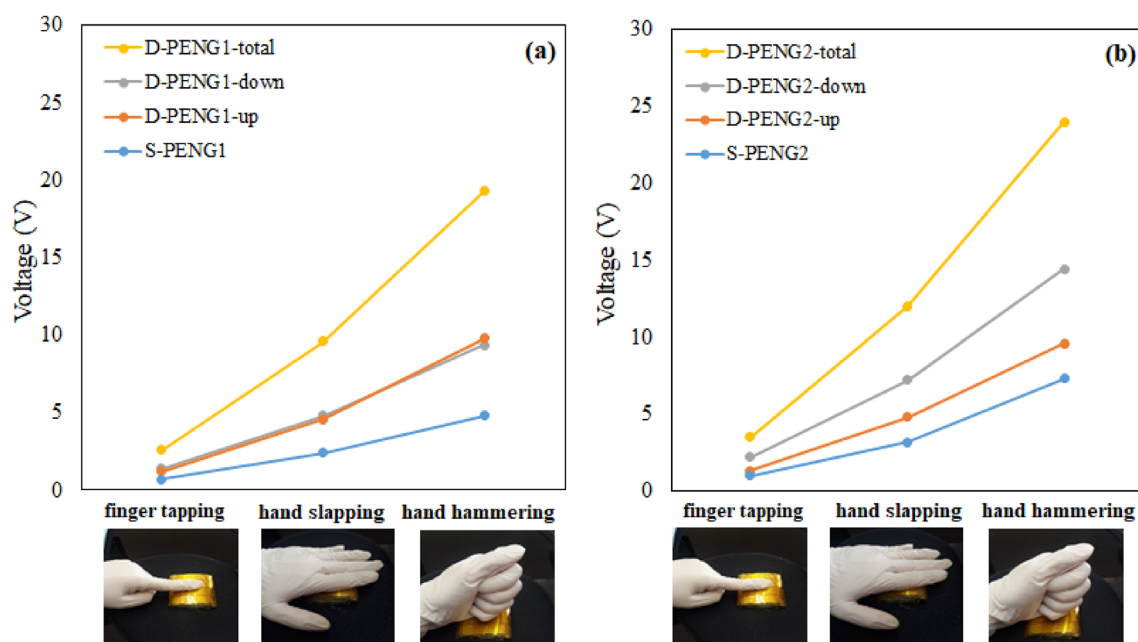 30
25
20
15
10
5
0
Voltage (V)
D-PENG1-total
D-PENG1-down
D-PENG1-up
S-PENG1
(a)
finger tapping
hand slapping
hand hammering
30
25
20
15
10
5
0
Voltage (V)
D-PENG2-total
D-PENG2-down
D-PENG2-up
S-PENG2
(b)
finger tapping
hand slapping
hand hammering